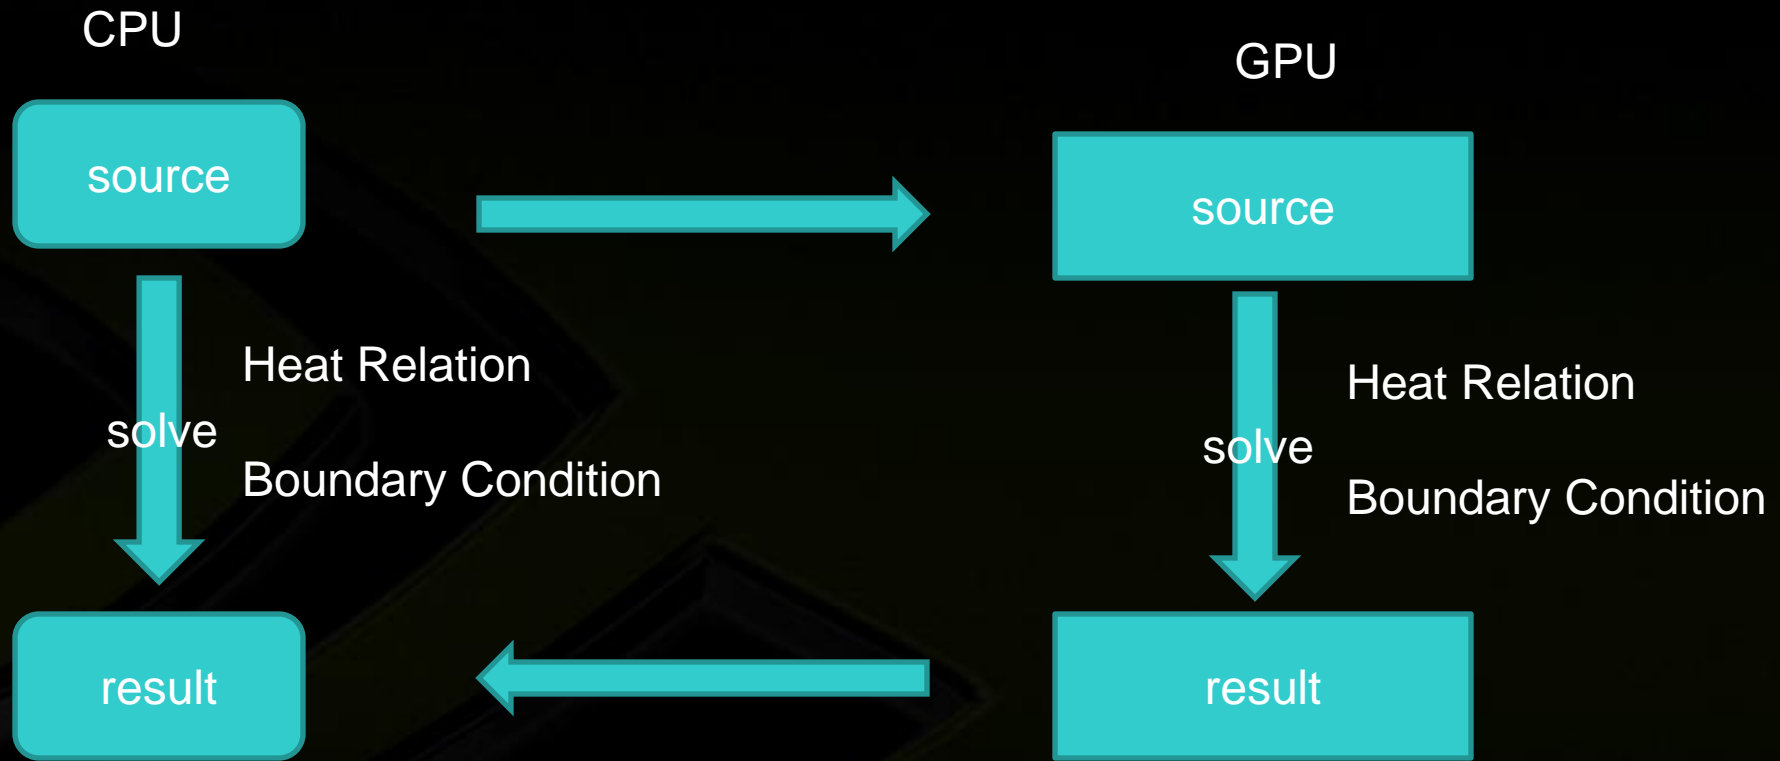 CPU
source
Heat Relation
solve
Boundary Condition
result
GPU
source
Heat Relation
solve
Boundary Condition
result